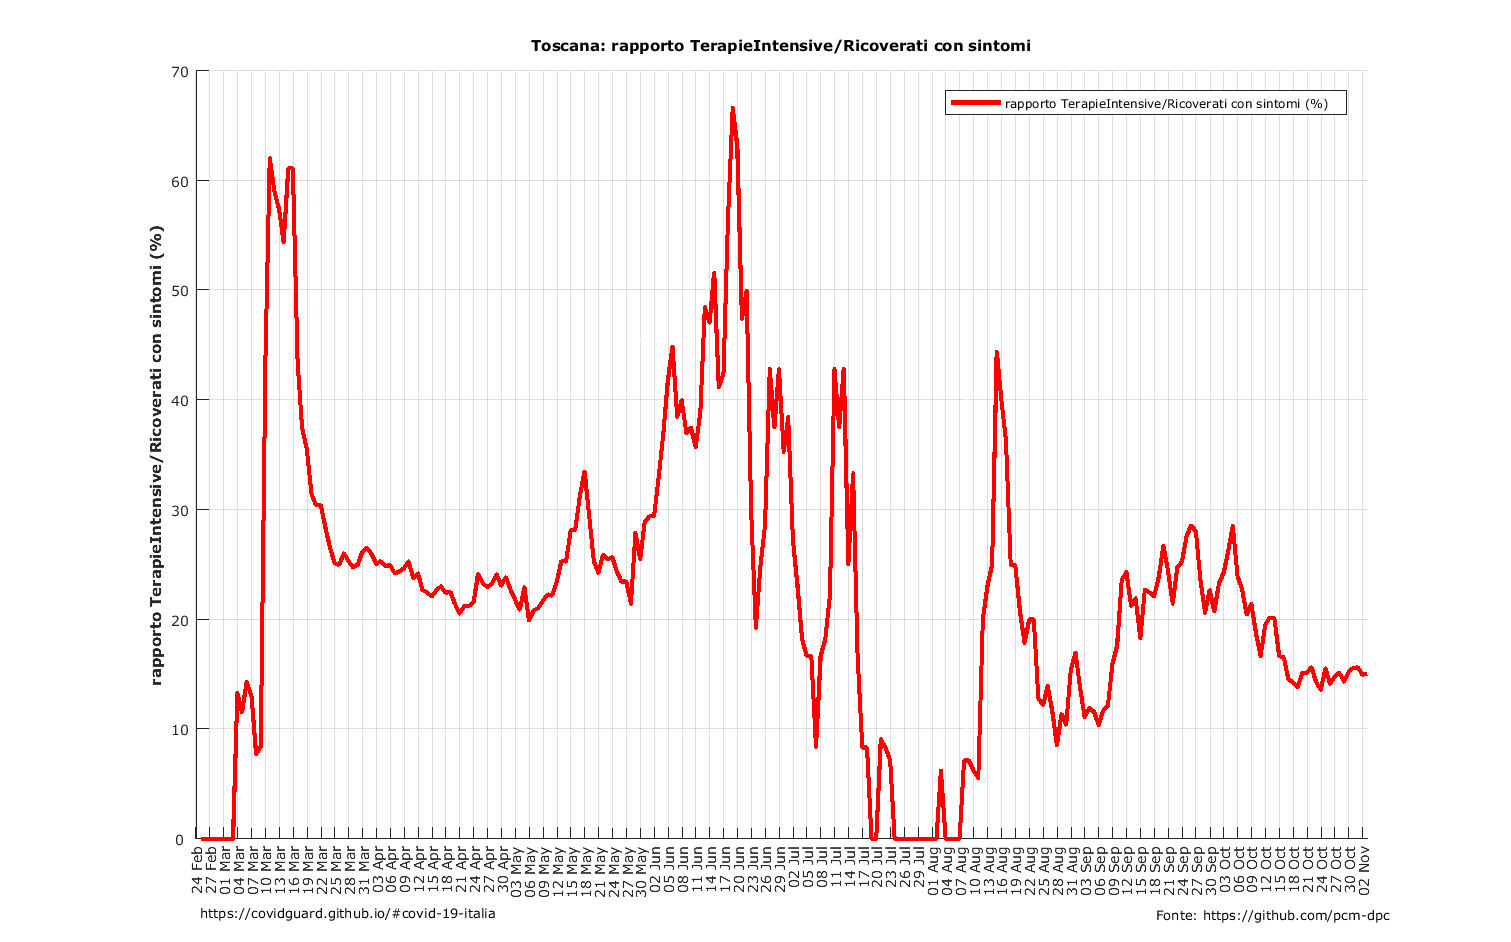 Toscana: rapporto TerapieIntensive/Ricoverati con sintomi
rapporto TerapieIntensive/Ricoverati con sintomi (%)
rapporto TerapieIntensive/Ricoverati con sintomi (%)
70
60
50
40
30
20
10
0
24 Feb
27 Feb
01 Mar
04 Mar
07 Mar
10 Mar
13 Mar
16 Mar
19 Mar
22 Mar
25 Mar
28 Mar
31 Mar
03 Apr
06 Apr
09 Apr
12 Apr
15 Apr
18 Apr
21 Apr
24 Apr
27 Apr
30 Apr
03 May
06 May
09 May
12 May
15 May
18 May
21 May
24 May
27 May
30 May
02 Jun
05 Jun
08 Jun
11 Jun
14 Jun
17 Jun
20 Jun
23 Jun
26 Jun
29 Jun
02 Jul
05 Jul
08 Jul
11 Jul
14 Jul
17 Jul
20 Jul
23 Jul
26 Jul
29 Jul
01 Aug
04 Aug
07 Aug
10 Aug
13 Aug
16 Aug
19 Aug
22 Aug
25 Aug
28 Aug
31 Aug
03 Sep
06 Sep
09 Sep
12 Sep
15 Sep
18 Sep
21 Sep
24 Sep
27 Sep
30 Sep
03 Oct
06 Oct
09 Oct
12 Oct
15 Oct
18 Oct
21 Oct
24 Oct
27 Oct
30 Oct
02 Nov
https://covidguard.github.io/#covid-19-italia
Fonte: https://github.com/pcm-dpc